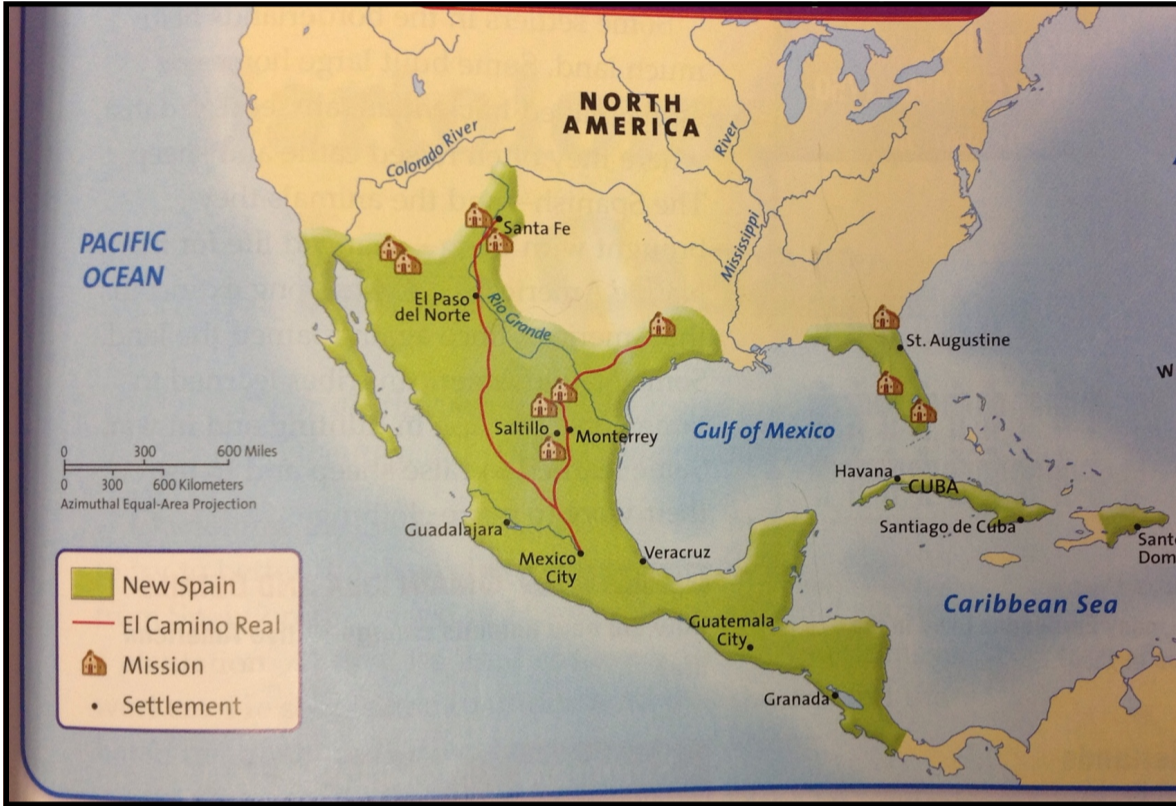 NORTH
AMERICA
Colorado River
River
Mississippi
PACIFIC
OCEAN
Santa Fe
El Paso
del Norte
Rio Grande
St. Augustine
W
Saltillo
Monterrey
Gulf of Mexico
0 300 600 Miles
0 300 600 Kilometers
Azimuthal Equal-Area Projection
Havana
CUBA
Santiago de Cuba
Sant
Dom
Guadalajara
Mexico
City
Veracruz
Caribbean Sea
Guatemala
City
Granada
New Spain
El Camino Real
Mission
Settlement